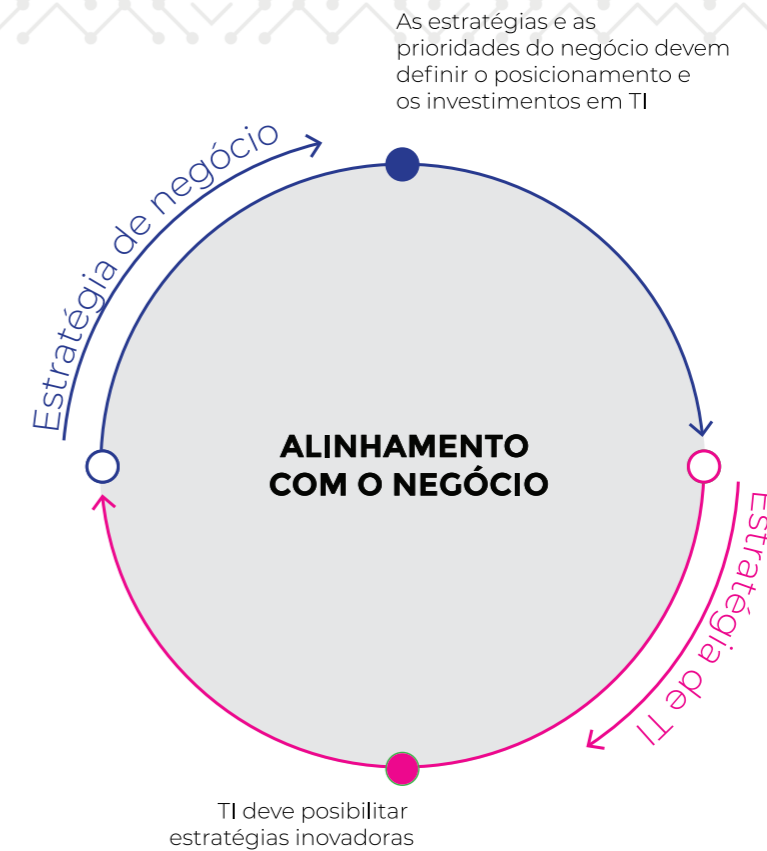 As estratégias e as
prioridades do negócio devem
definir o posicionamento e
os investimentos em TI
Estratégia de negócio
ALINHAMENTO
COM O NEGÓCIO
Estratégia de TI
TI deve posibilitar
estratégias inovadoras